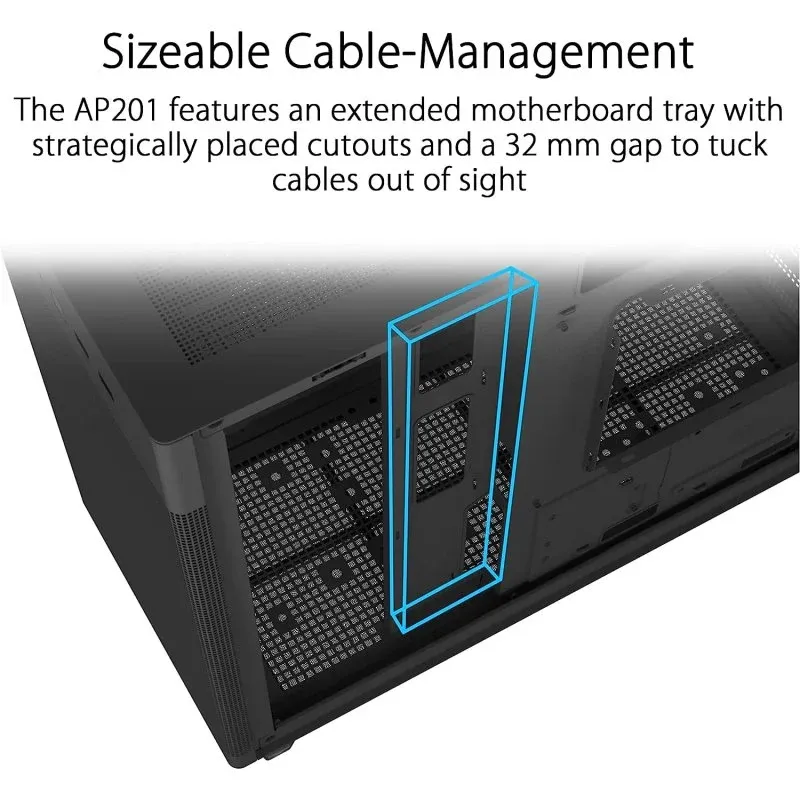 Sizeable Cable-Management
The AP201 features an extended motherboard tray with
strategically placed cutouts and a 32 mm gap to tuck
cables out of sight